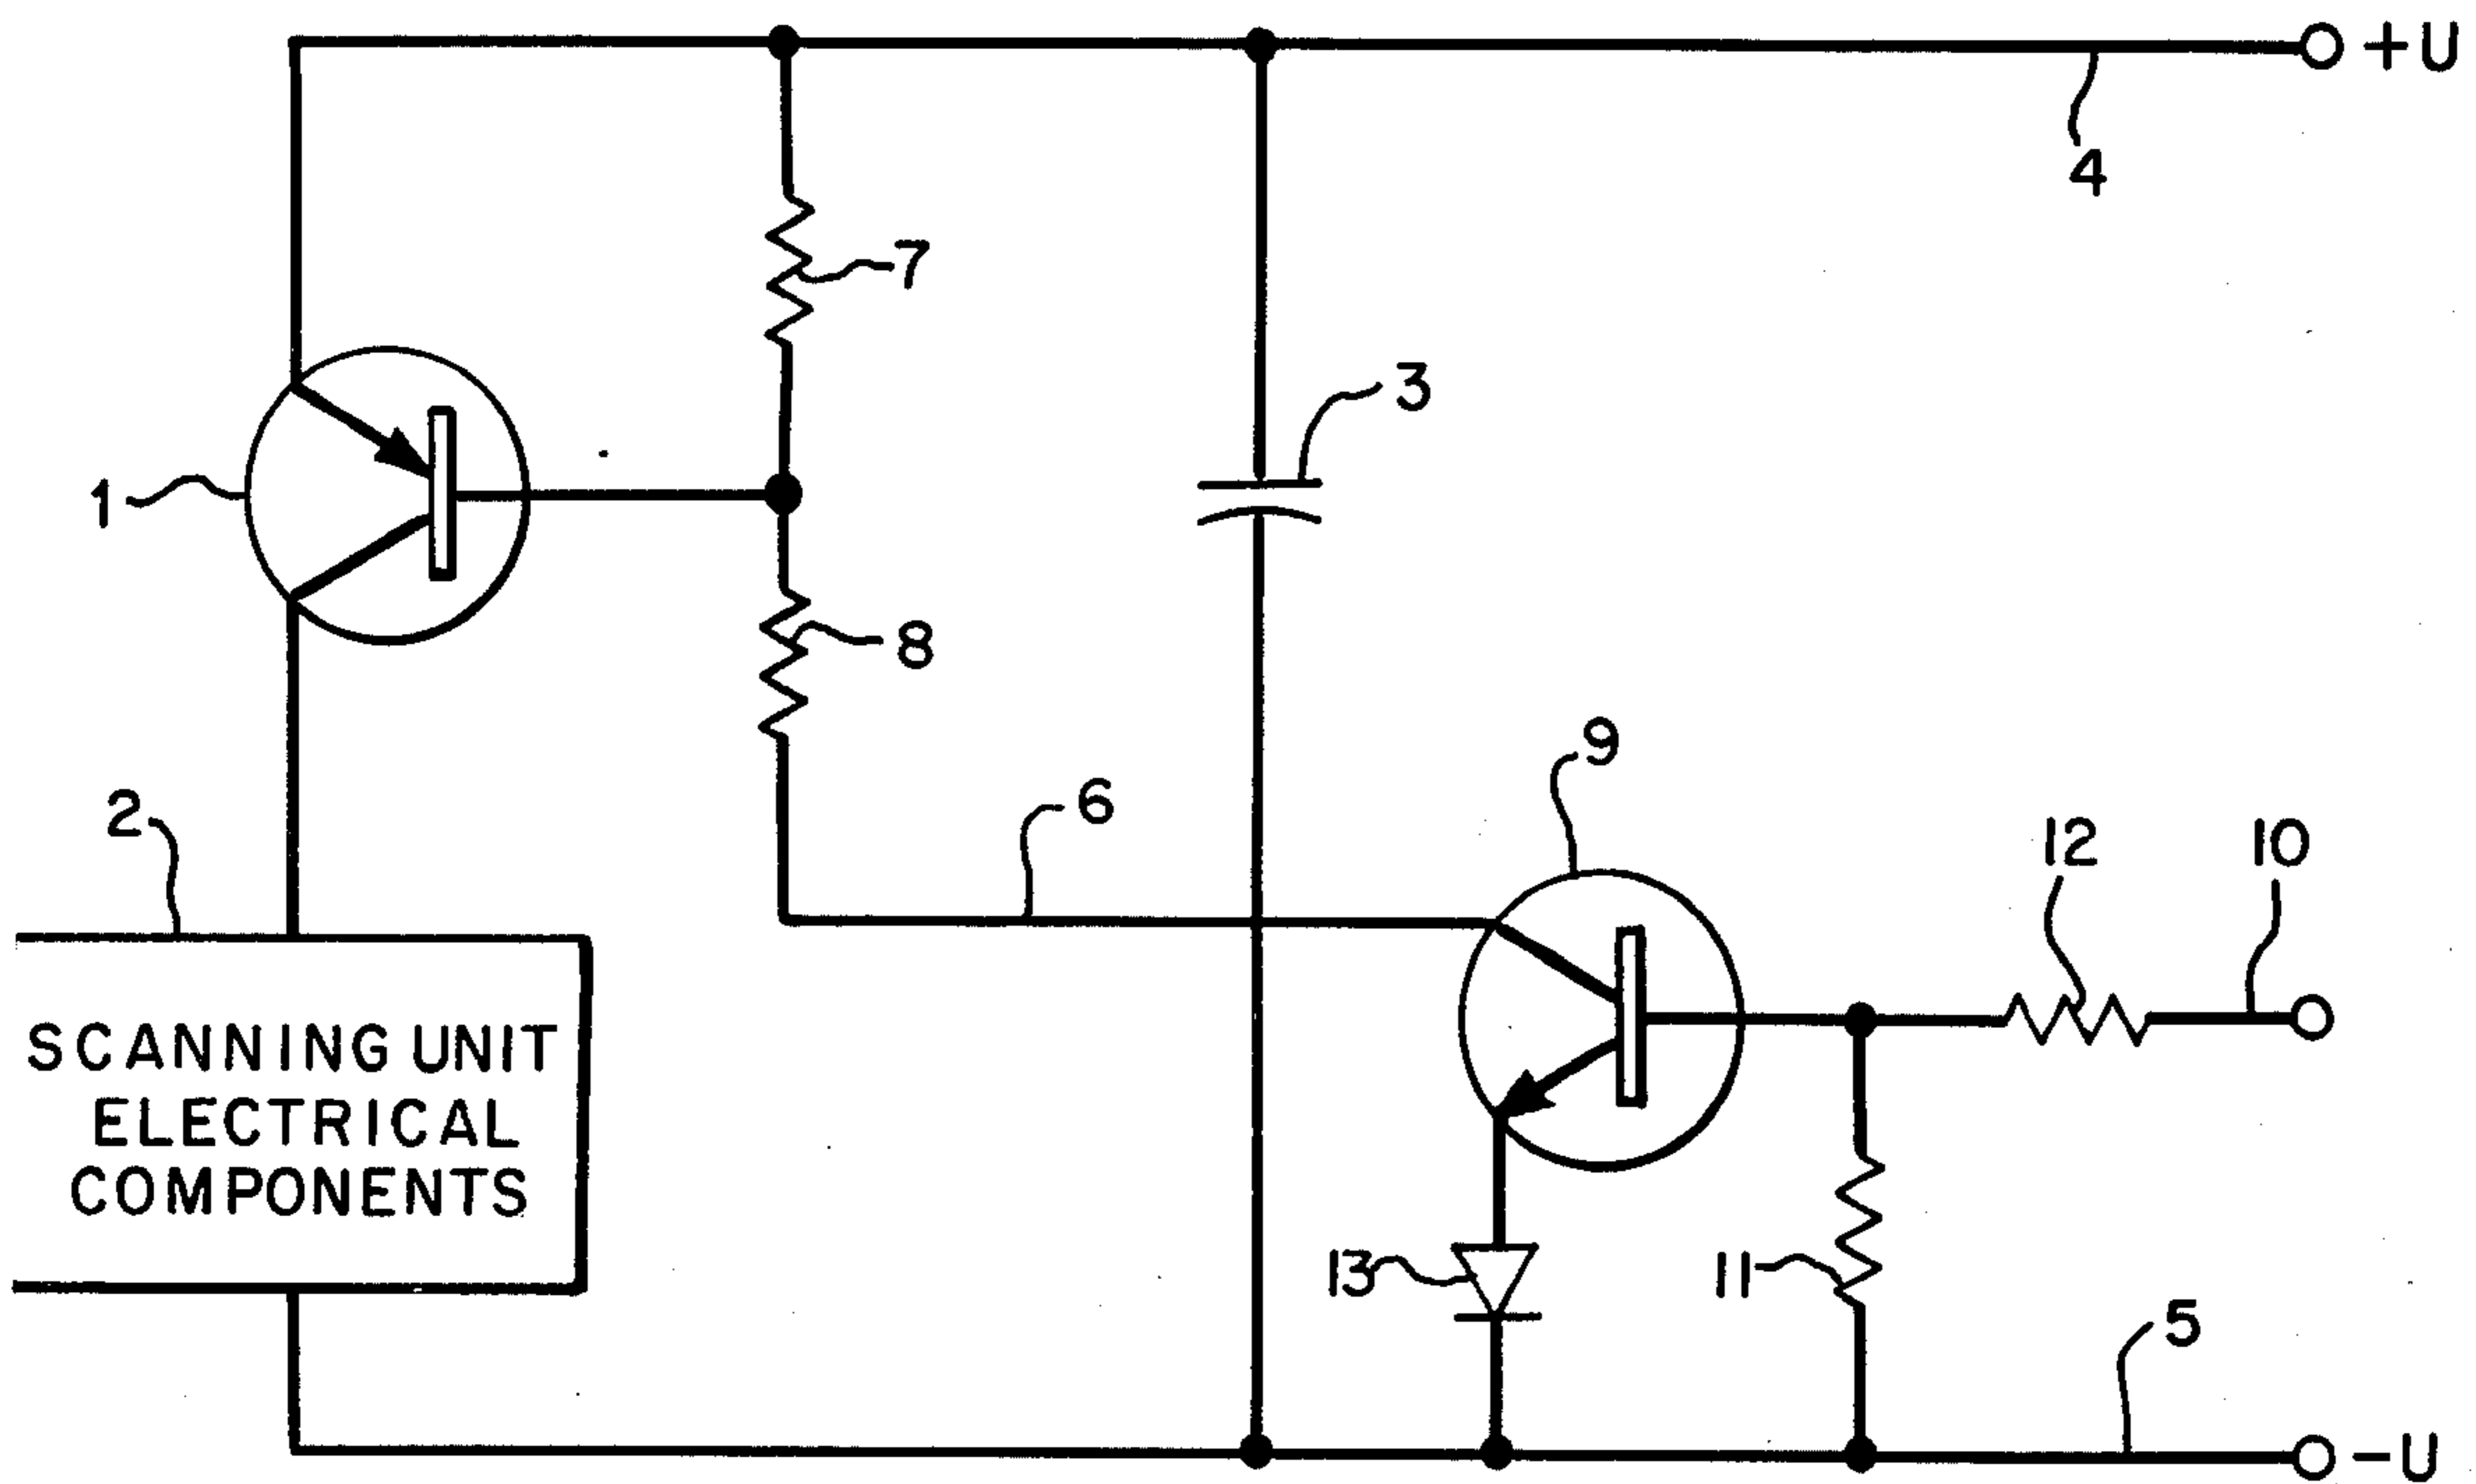 +U
4
7
3
1
8
9
6
2
12
10
SCANNING UNIT
ELECTRICAL
COMPONENTS
13
11
5
-U